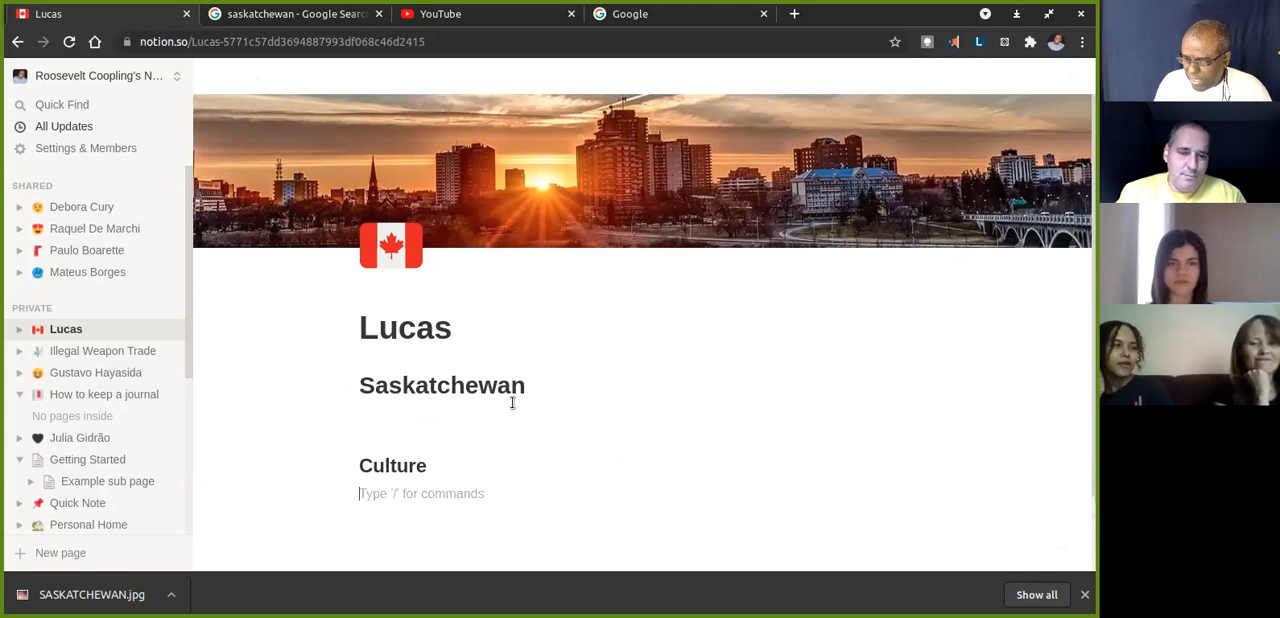 Lucas
saskatchewan - Google Searc
YouTube
Google
notion.so/Lucas-5771c57dd3694887993df068c46d2415
Roosevelt Coopling's N...
Quick Find
All Updates
Settings & Members
SHARED
Debora Cury
Raquel De Marchi
Paulo Boarette
Mateus Borges
PRIVATE
Lucas
Illegal Weapon Trade
Gustavo Hayasida
How to keep a journal
No pages inside
Julia Gidrão
Getting Started
Example sub page
Quick Note
Personal Home
New page
Lucas
Saskatchewan
Culture
Type '/' for commands
SASKATCHEWAN.jpg
Show all